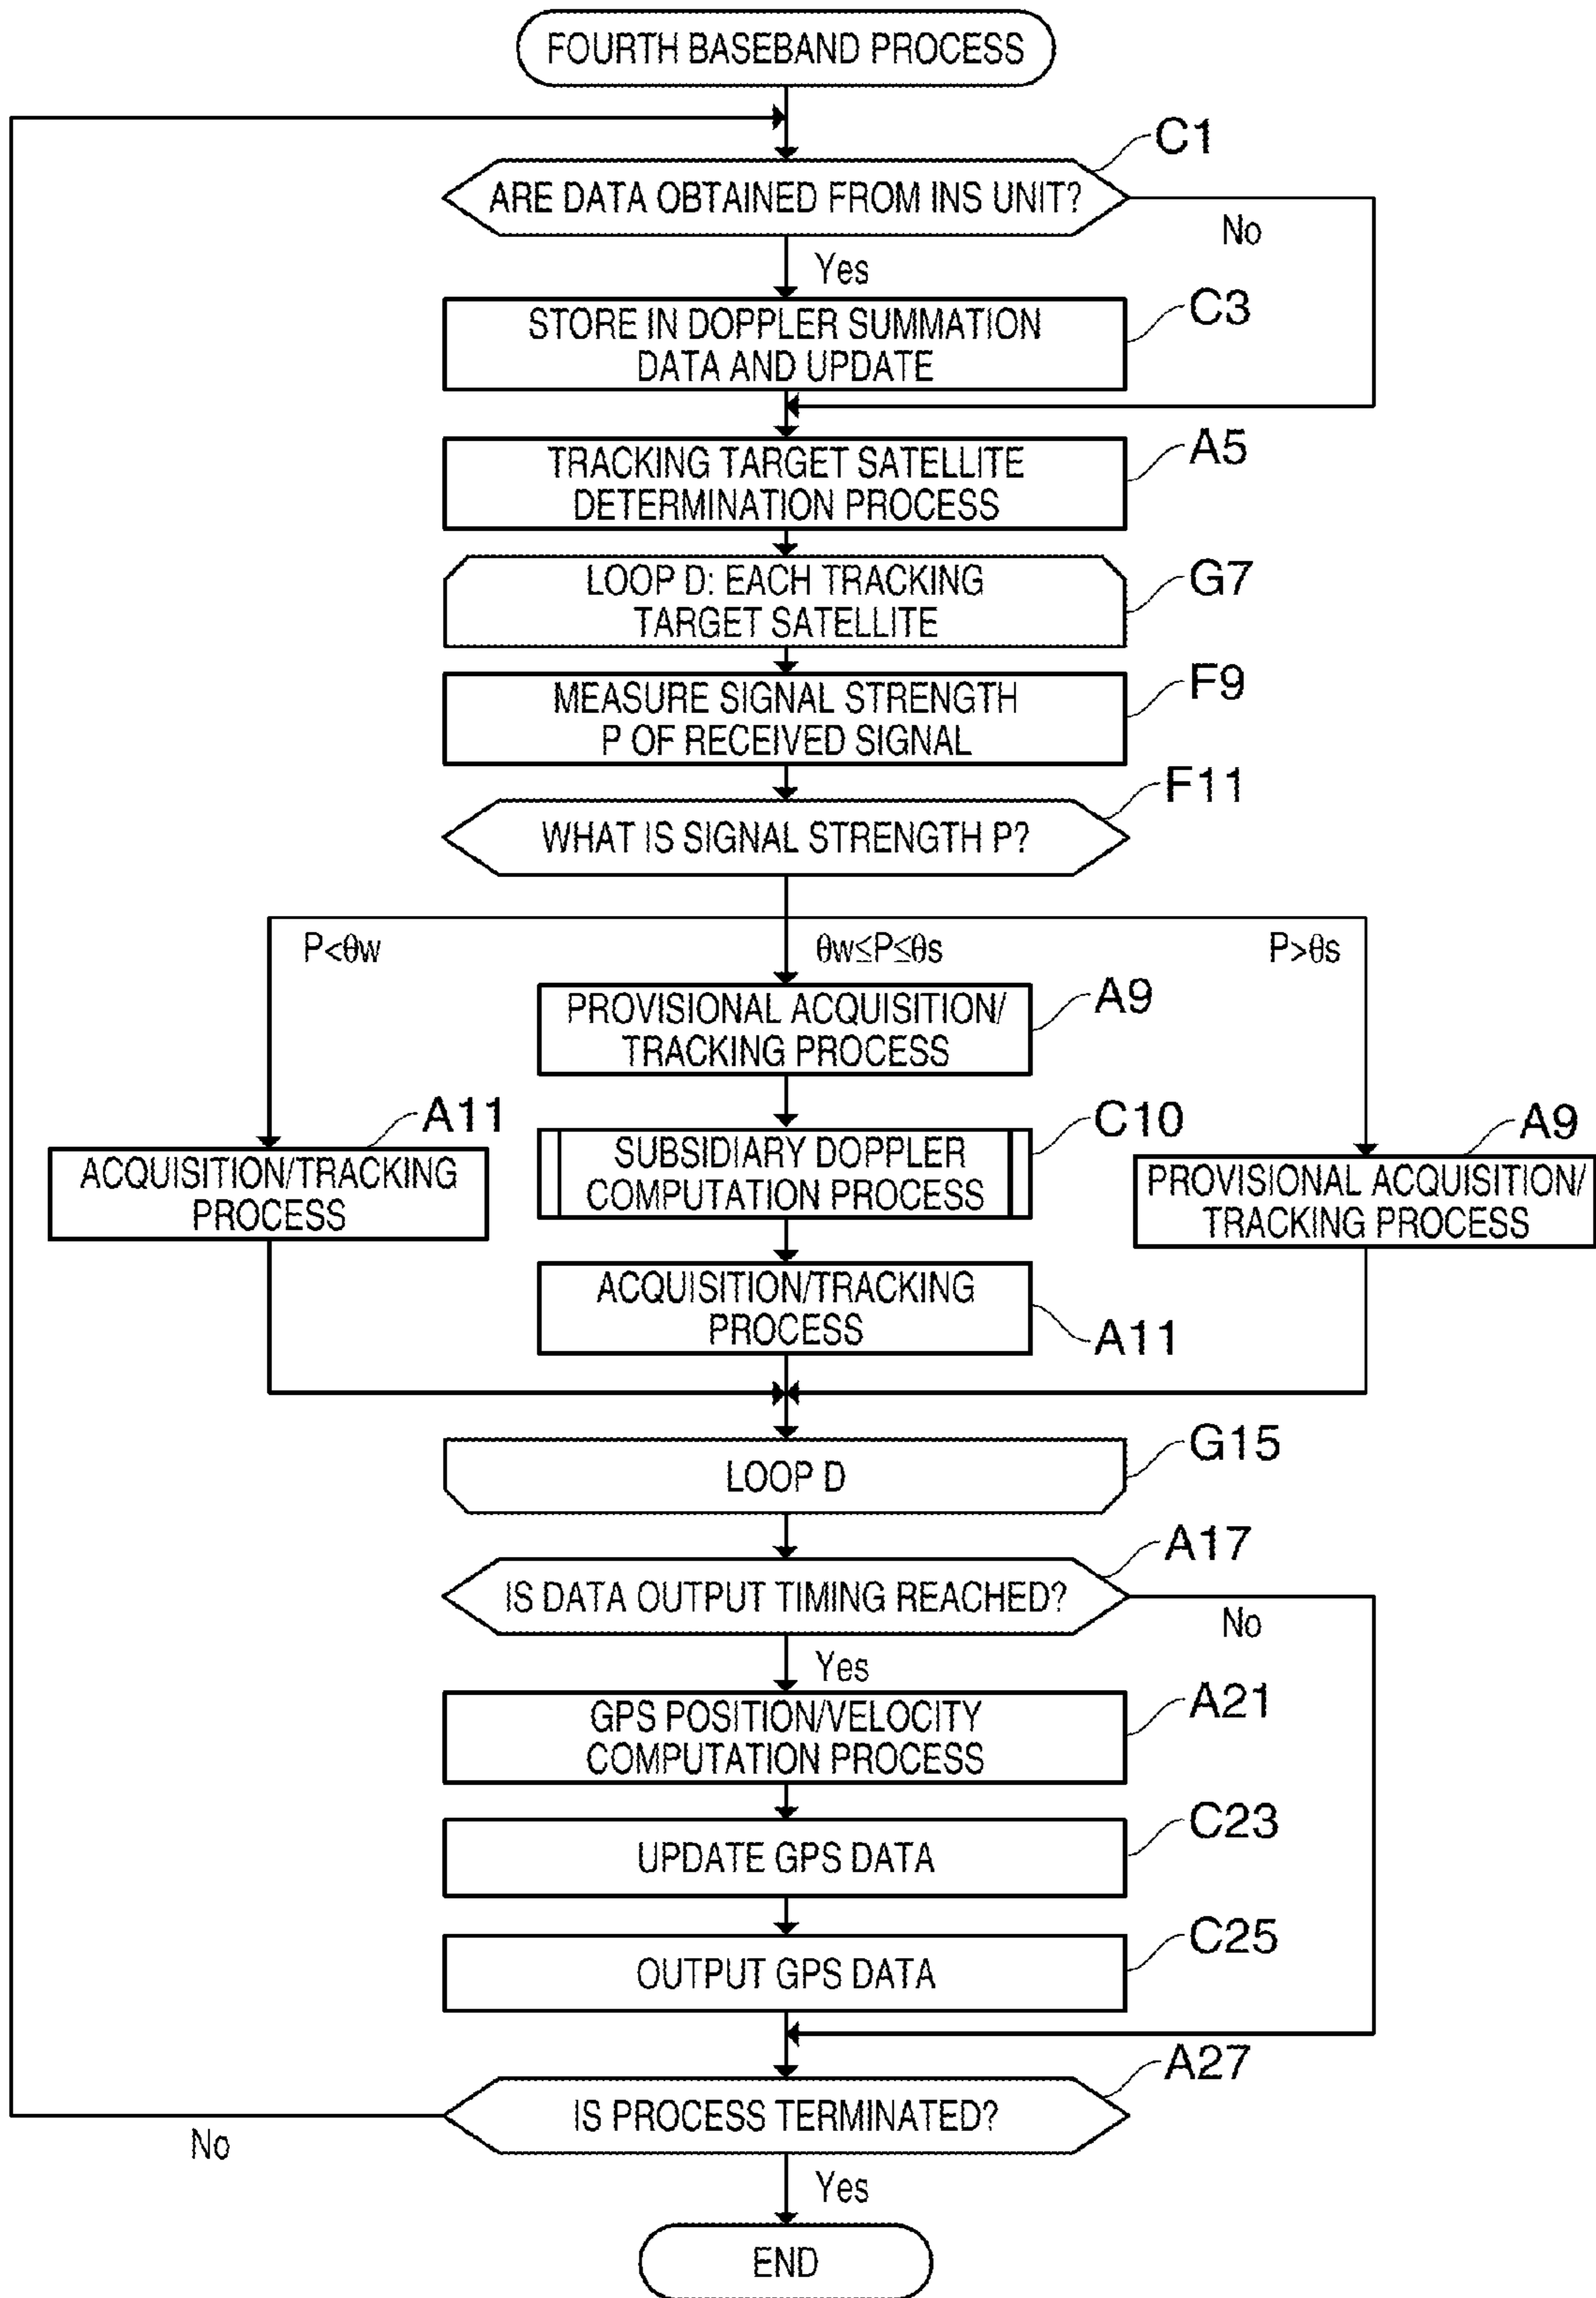 FOURTH BASEBAND PROCESS
C1
ARE DATA OBTAINED FROM INS UNIT?
No
Yes
C3
STORE IN DOPPLER SUMMATION
DATA AND UPDATE
A5
TRACKING TARGET SATELLITE
DETERMINATION PROCESS
G7
LOOP D: EACH TRACKING
TARGET SATELLITE
F9
MEASURE SIGNAL STRENGTH
P OF RECEIVED SIGNAL
F11
WHAT IS SIGNAL STRENGTH P?
P<θw
θw≤P≤θs
P>θs
A9
PROVISIONAL ACQUISITION/
TRACKING PROCESS
A11
ACQUISITION/TRACKING
PROCESS
C10
SUBSIDIARY DOPPLER
COMPUTATION PROCESS
A9
PROVISIONAL ACQUISITION/
TRACKING PROCESS
ACQUISITION/TRACKING
PROCESS
A11
G15
LOOP D
A17
IS DATA OUTPUT TIMING REACHED?
No
Yes
A21
GPS POSITION/VELOCITY
COMPUTATION PROCESS
C23
UPDATE GPS DATA
C25
OUTPUT GPS DATA
A27
IS PROCESS TERMINATED?
No
Yes
END